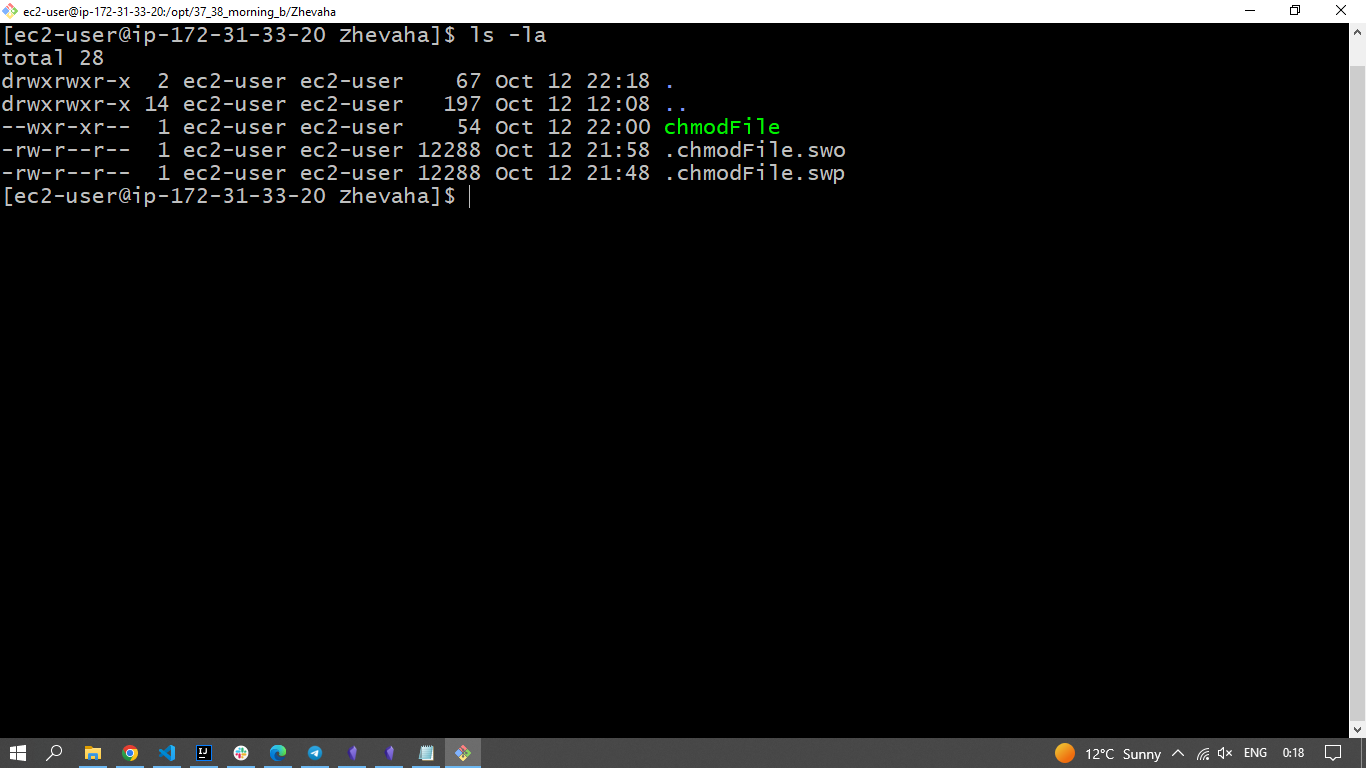 ec2-user@ip-172-31-33-20:/opt/37_38_morning_b/Zhevaha
[ec2-user@ip-172-31-33-20 Zhevaha]$ ls -la
total 28
drwxrwxr-x  2 ec2-user ec2-user    67 Oct 12 22:18 .
drwxrwxr-x 14 ec2-user ec2-user   197 Oct 12 12:08 ..
--wxr-xr--  1 ec2-user ec2-user    54 Oct 12 22:00 chmodFile
-rw-r--r--  1 ec2-user ec2-user 12288 Oct 12 21:58 .chmodFile.swo
-rw-r--r--  1 ec2-user ec2-user 12288 Oct 12 21:48 .chmodFile.swp
[ec2-user@ip-172-31-33-20 Zhevaha]$
IJ
12°C Sunny ENG 0:18